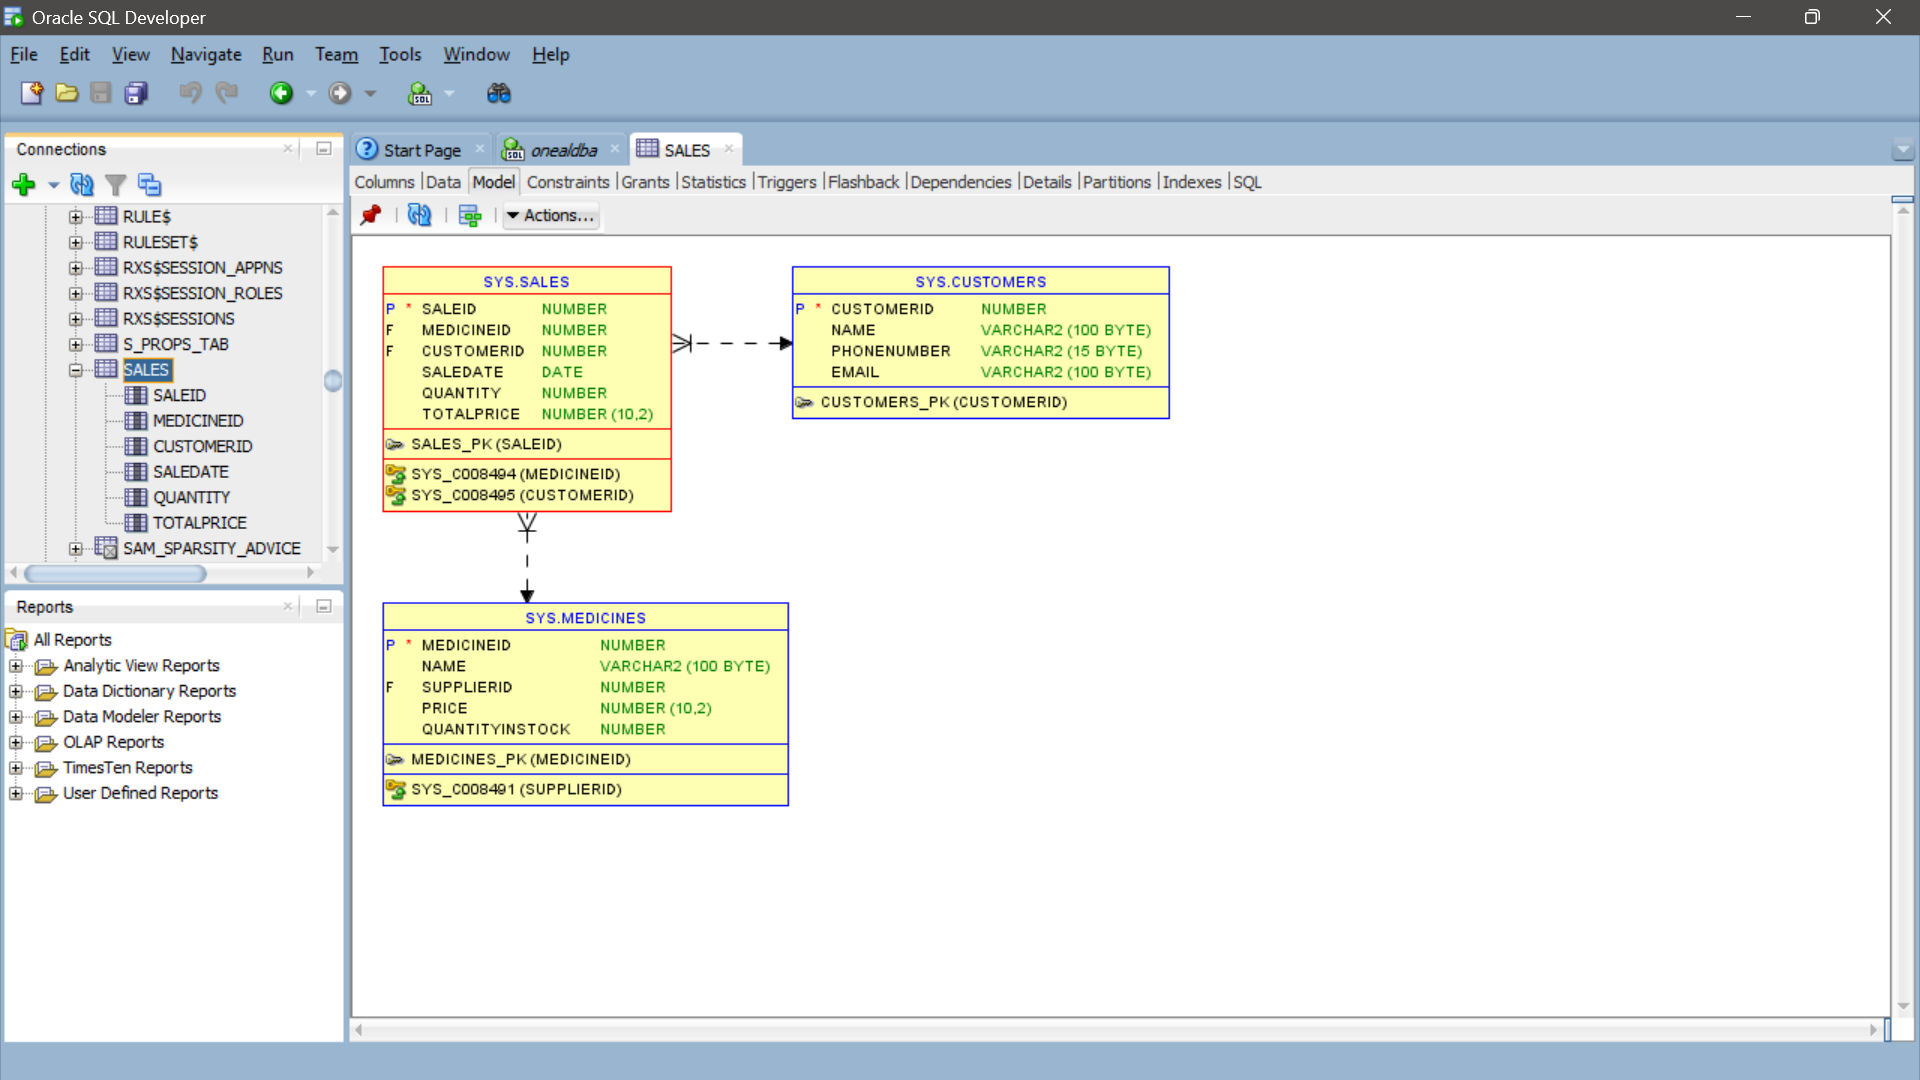 Oracle SQL Developer
File Edit View Navigate Run Team Tools Window Help
SQL
Connections
RULE$
RULESET$
RXS$SESSION_APPNS
RXS$SESSION_ROLES
RXS$SESSIONS
S_PROPS_TAB
SALES
SALEID
MEDICINEID
CUSTOMERID
SALEDATE
QUANTITY
TOTALPRICE
SAM_SPARSITY_ADVICE
Reports
All Reports
Analytic View Reports
Data Dictionary Reports
Data Modeler Reports
OLAP Reports
TimesTen Reports
User Defined Reports
Start Page onealdba SALES
Columns Data Model Constraints Grants Statistics Triggers Flashback Dependencies Details Partitions Indexes SQL
Actions...
SYS.SALES
P * SALEID NUMBER
F MEDICINEID NUMBER
F CUSTOMERID NUMBER
SALEDATE DATE
QUANTITY NUMBER
TOTALPRICE NUMBER (10,2)
SALES_PK (SALEID)
SYS_C008494 (MEDICINEID)
SYS_C008495 (CUSTOMERID)
SYS.CUSTOMERS
P * CUSTOMERID NUMBER
NAME VARCHAR2 (100 BYTE)
PHONENUMBER VARCHAR2 (15 BYTE)
EMAIL VARCHAR2 (100 BYTE)
CUSTOMERS_PK (CUSTOMERID)
SYS.MEDICINES
P * MEDICINEID NUMBER
NAME VARCHAR2 (100 BYTE)
F SUPPLIERID NUMBER
PRICE NUMBER (10,2)
QUANTITYINSTOCK NUMBER
MEDICINES_PK (MEDICINEID)
SYS_C008491 (SUPPLIERID)